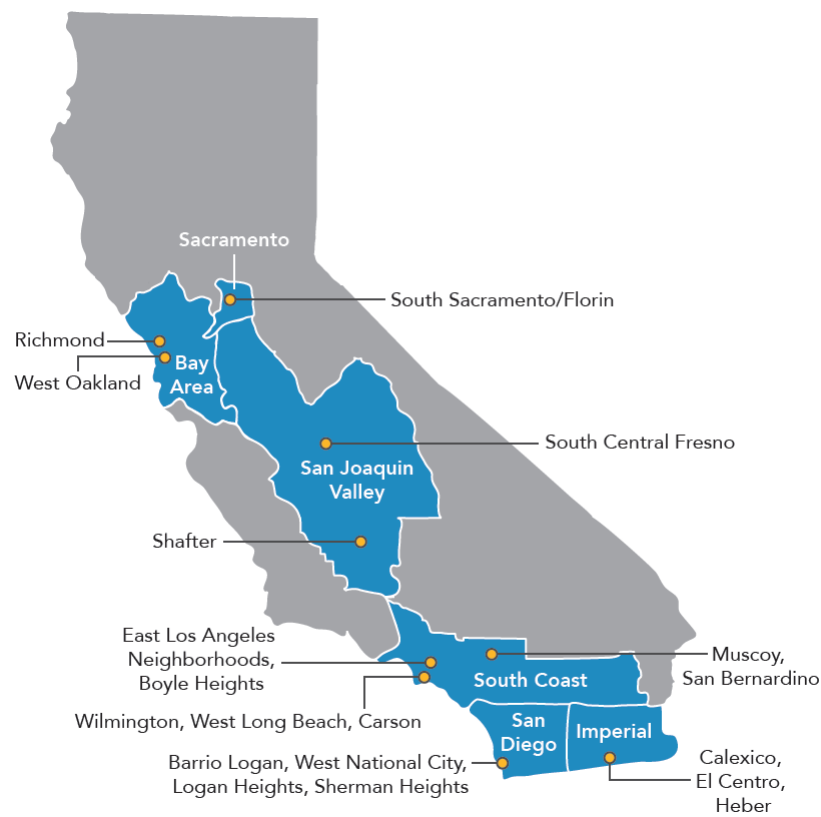 Sacramento
South Sacramento/Florin
Richmond
West Oakland
Bay
Area
South Central Fresno
San Joaquin
Valley
Shafter
East Los Angeles
Neighborhoods,
Boyle Heights
Muscoy,
San Bernardino
South Coast
Wilmington, West Long Beach, Carson
San
Diego
Imperial
Barrio Logan, West National City,
Logan Heights, Sherman Heights
Calexico,
El Centro,
Heber